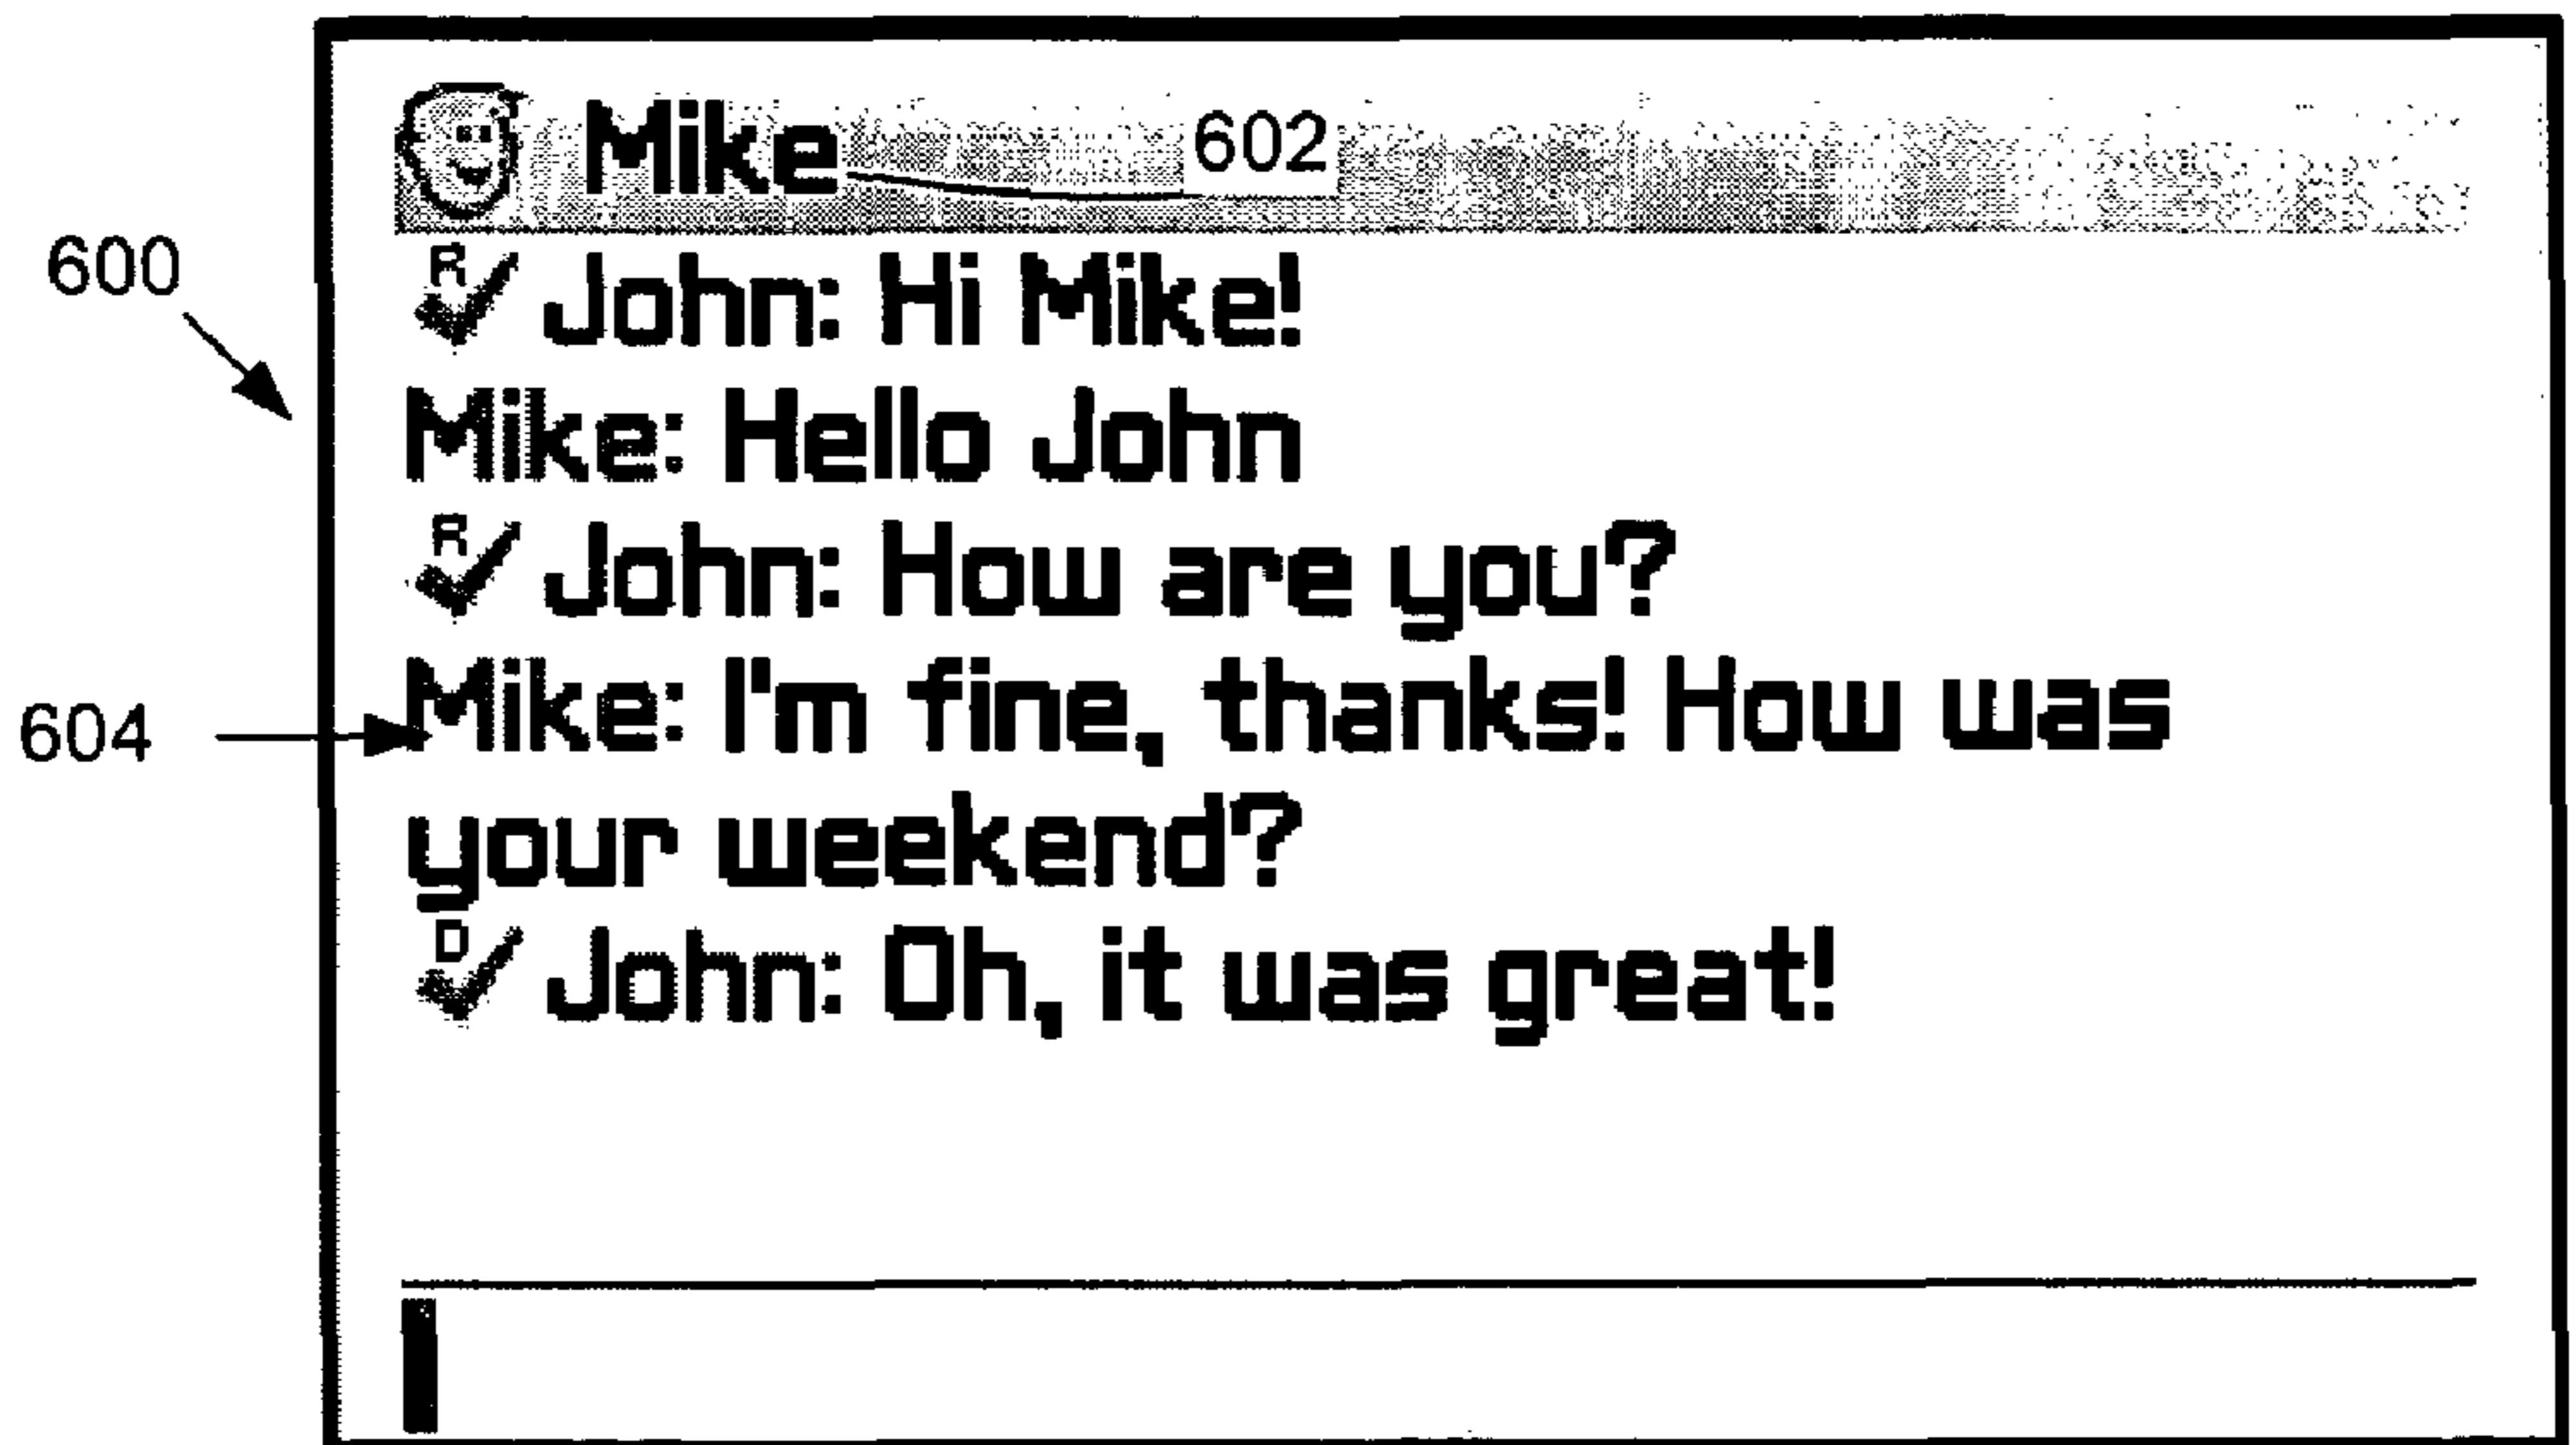 Mike 602
600
R John: Hi Mike!
Mike: Hello John
R John: How are you?
604 Mike: I'm fine, thanks! How was
your weekend?
D John: Oh, it was great!